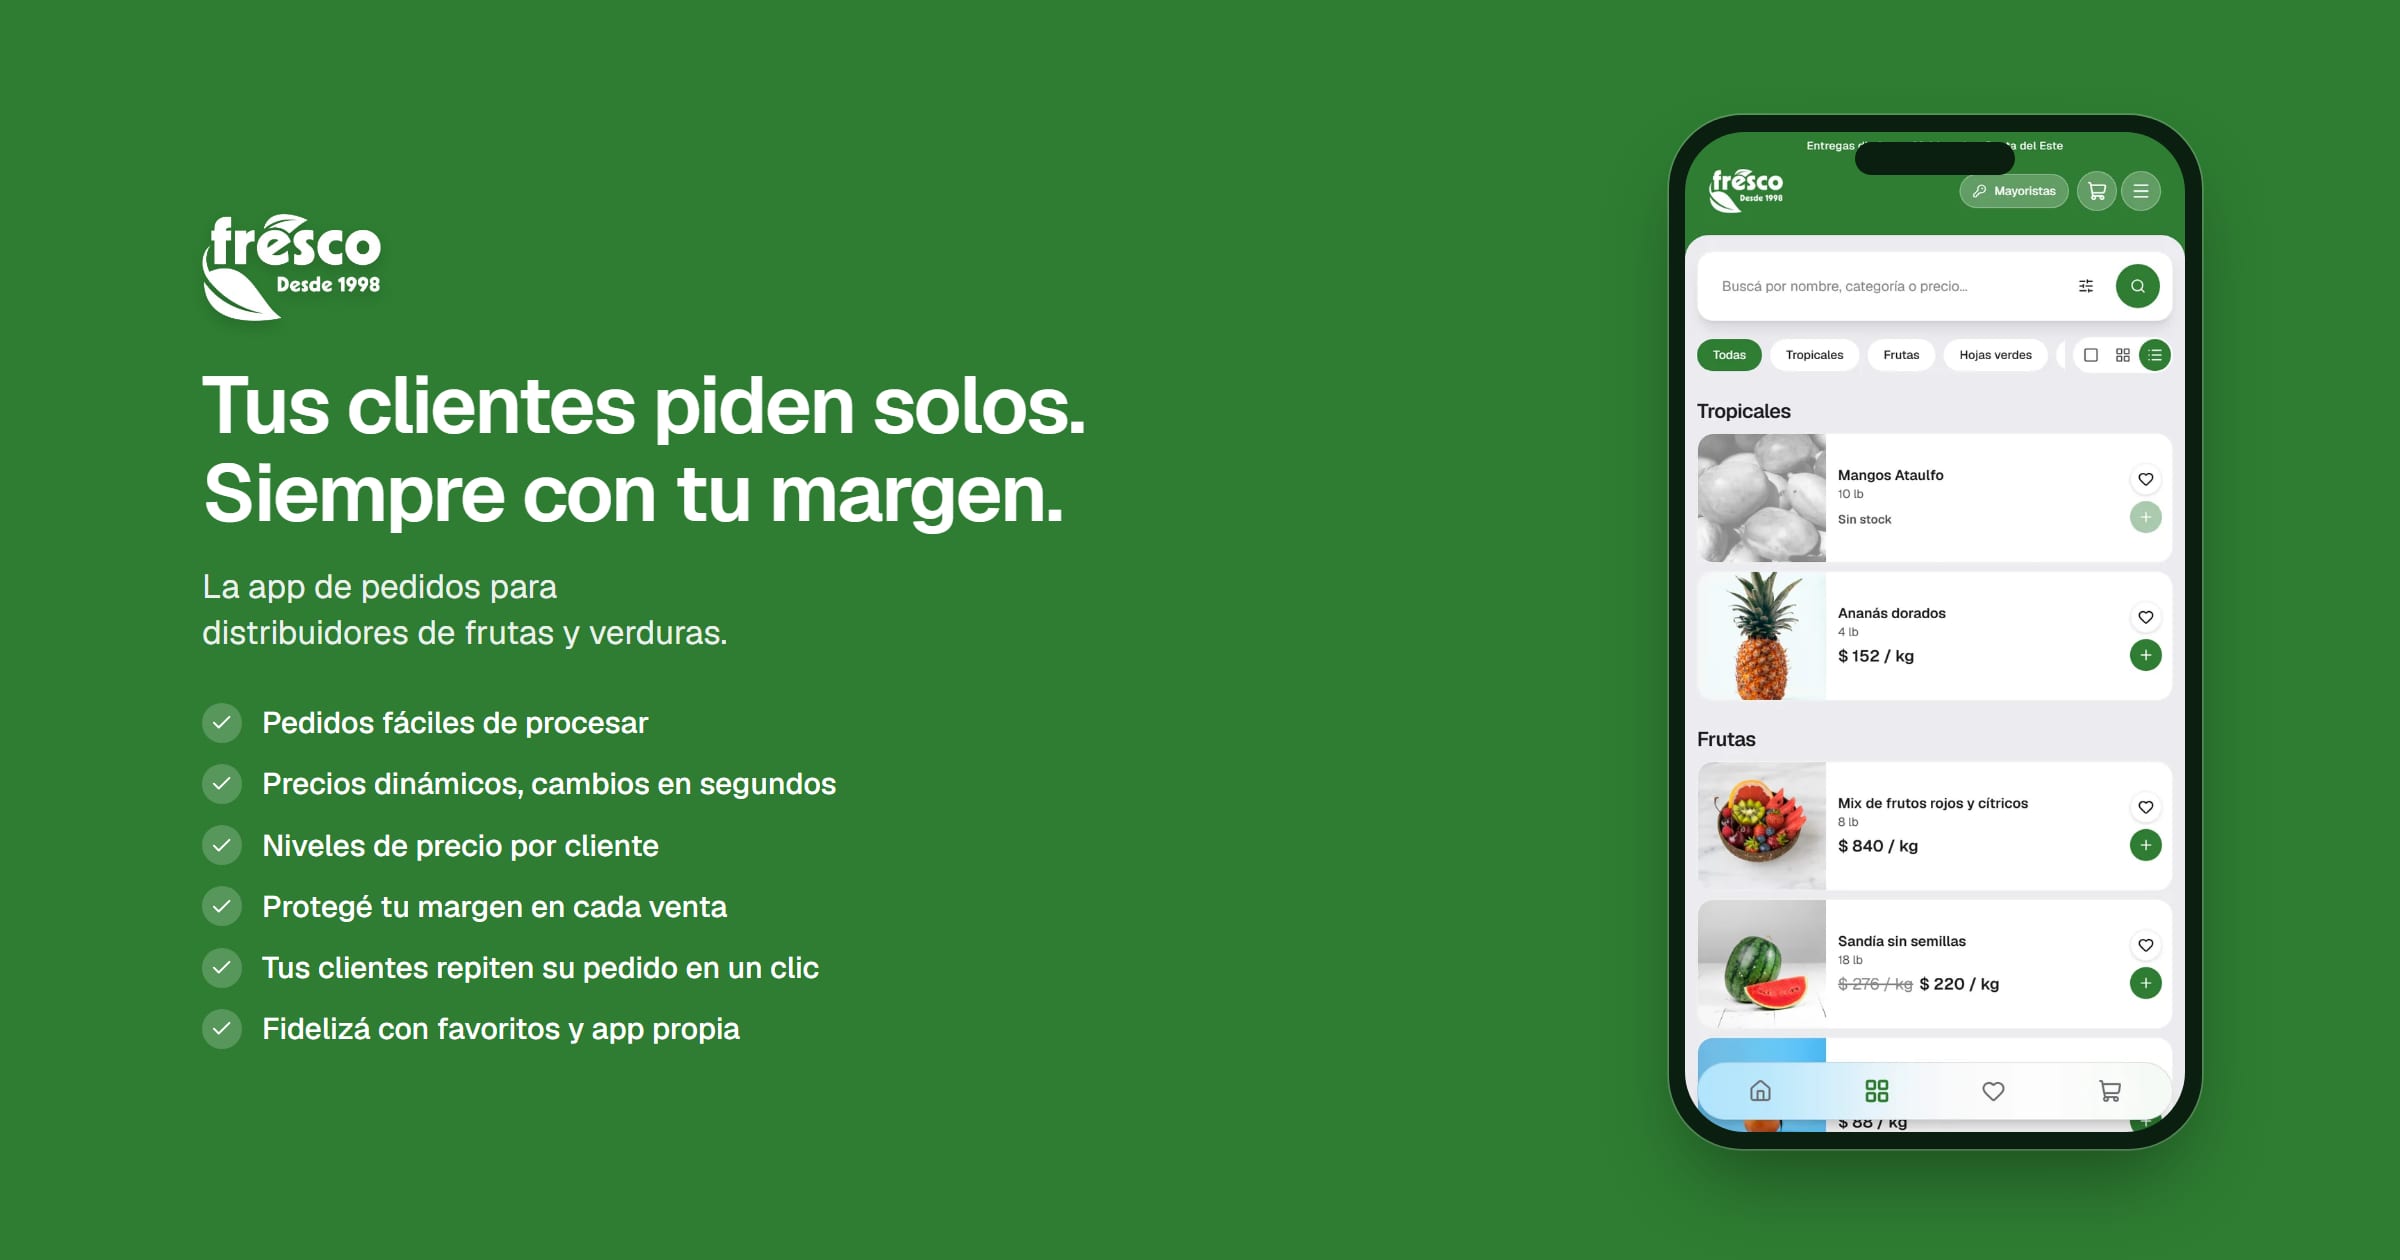 fresco
Desde 1998
Tus clientes piden solos.
Siempre con tu margen.
La app de pedidos para
distribuidores de frutas y verduras.
Pedidos fáciles de procesar
Precios dinámicos, cambios en segundos
Niveles de precio por cliente
Protegé tu margen en cada venta
Tus clientes repiten su pedido en un clic
Fidelizá con favoritos y app propia
Entregas del Este
fresco
Desde 1998
Mayoristas
Buscá por nombre, categoría o precio...
Todas Tropicales Frutas Hojas verdes
Tropicales
Mangos Ataulfo
10 lb
Sin stock
Ananás dorados
4 lb
$ 152 / kg
Frutas
Mix de frutos rojos y cítricos
8 lb
$ 840 / kg
Sandía sin semillas
18 lb
$ 276 / kg $ 220 / kg
$ 88 / kg